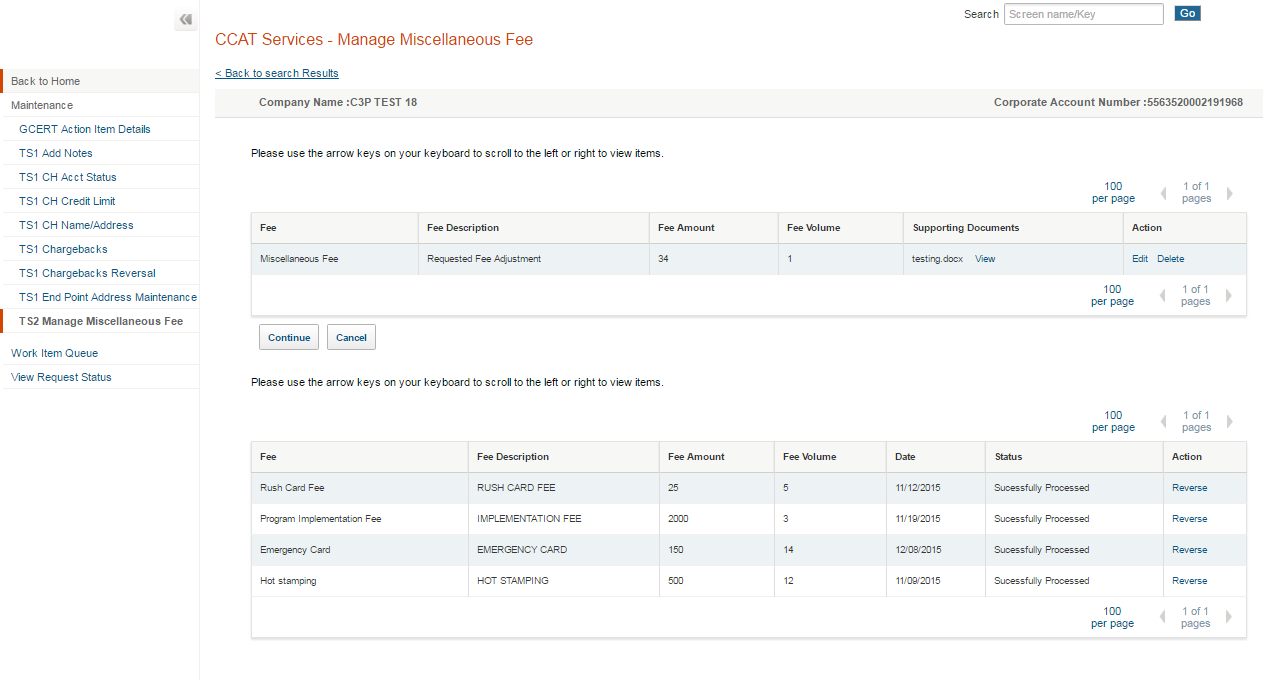 Search Screen name/Key Go
CCAT Services - Manage Miscellaneous Fee
< Back to search Results
Back to Home
Maintenance
GCERT Action Item Details
TS1 Add Notes
TS1 CH Acct Status
TS1 CH Credit Limit
TS1 CH Name/Address
TS1 Chargebacks
TS1 Chargebacks Reversal
TS1 End Point Address Maintenance
TS2 Manage Miscellaneous Fee
Work Item Queue
View Request Status
Company Name :C3P TEST 18 Corporate Account Number :5563520002191968
Please use the arrow keys on your keyboard to scroll to the left or right to view items.
100 1 of 1
per page pages
Fee Fee Description Fee Amount Fee Volume Supporting Documents Action
Miscellaneous Fee Requested Fee Adjustment 34 1 testing.docx View Edit Delete
100 1 of 1
per page pages
Continue Cancel
Please use the arrow keys on your keyboard to scroll to the left or right to view items.
100 1 of 1
per page pages
Fee Fee Description Fee Amount Fee Volume Date Status Action
Rush Card Fee RUSH CARD FEE 25 5 11/12/2015 Sucessfully Processed Reverse
Program Implementation Fee IMPLEMENTATION FEE 2000 3 11/19/2015 Sucessfully Processed Reverse
Emergency Card EMERGENCY CARD 150 14 12/08/2015 Sucessfully Processed Reverse
Hot stamping HOT STAMPING 500 12 11/09/2015 Sucessfully Processed Reverse
100 1 of 1
per page pages